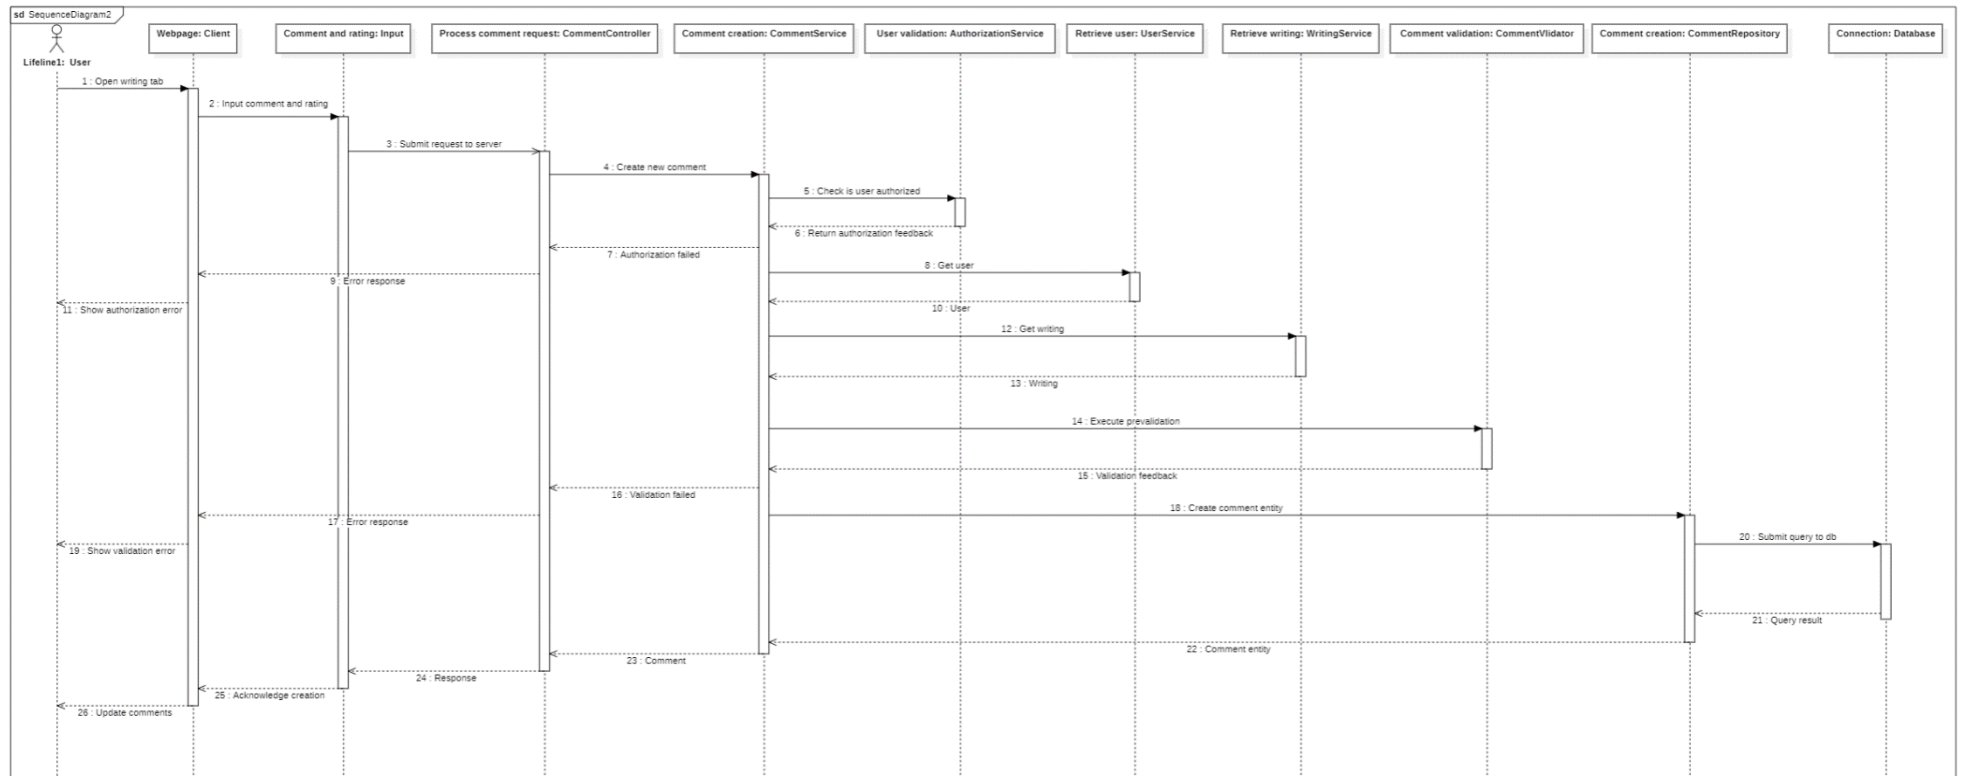 sd SequenceDiagram2
Lifeline1: User
Webpage: Client
Comment and rating: Input
Process comment request: CommentController
Comment creation: CommentService
User validation: AuthorizationService
Retrieve user: UserService
Retrieve writing: WritingService
Comment validation: CommentVlidator
Comment creation: CommentRepository
Connection: Database
1 : Open writing tab
2 : Input comment and rating
3 : Submit request to server
4 : Create new comment
5 : Check is user authorized
6 : Return authorization feedback
7 : Authorization failed
8 : Get user
9 : Error response
10 : User
11 : Show authorization error
12 : Get writing
13 : Writing
14 : Execute prevalidation
15 : Validation feedback
16 : Validation failed
17 : Error response
18 : Create comment entity
19 : Show validation error
20 : Submit query to db
21 : Query result
22 : Comment entity
23 : Comment
24 : Response
25 : Acknowledge creation
26 : Update comments